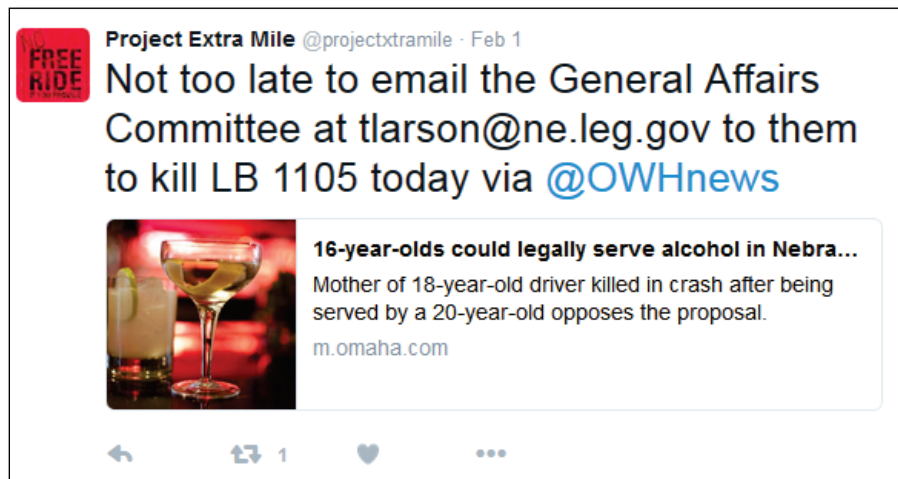 NO
FREE
RIDE
Project Extra Mile @projectxtramile · Feb 1
Not too late to email the General Affairs
Committee at tlarson@ne.leg.gov to them
to kill LB 1105 today via @OWHnews
16-year-olds could legally serve alcohol in Nebra...
Mother of 18-year-old driver killed in crash after being
served by a 20-year-old opposes the proposal.
m.omaha.com
1